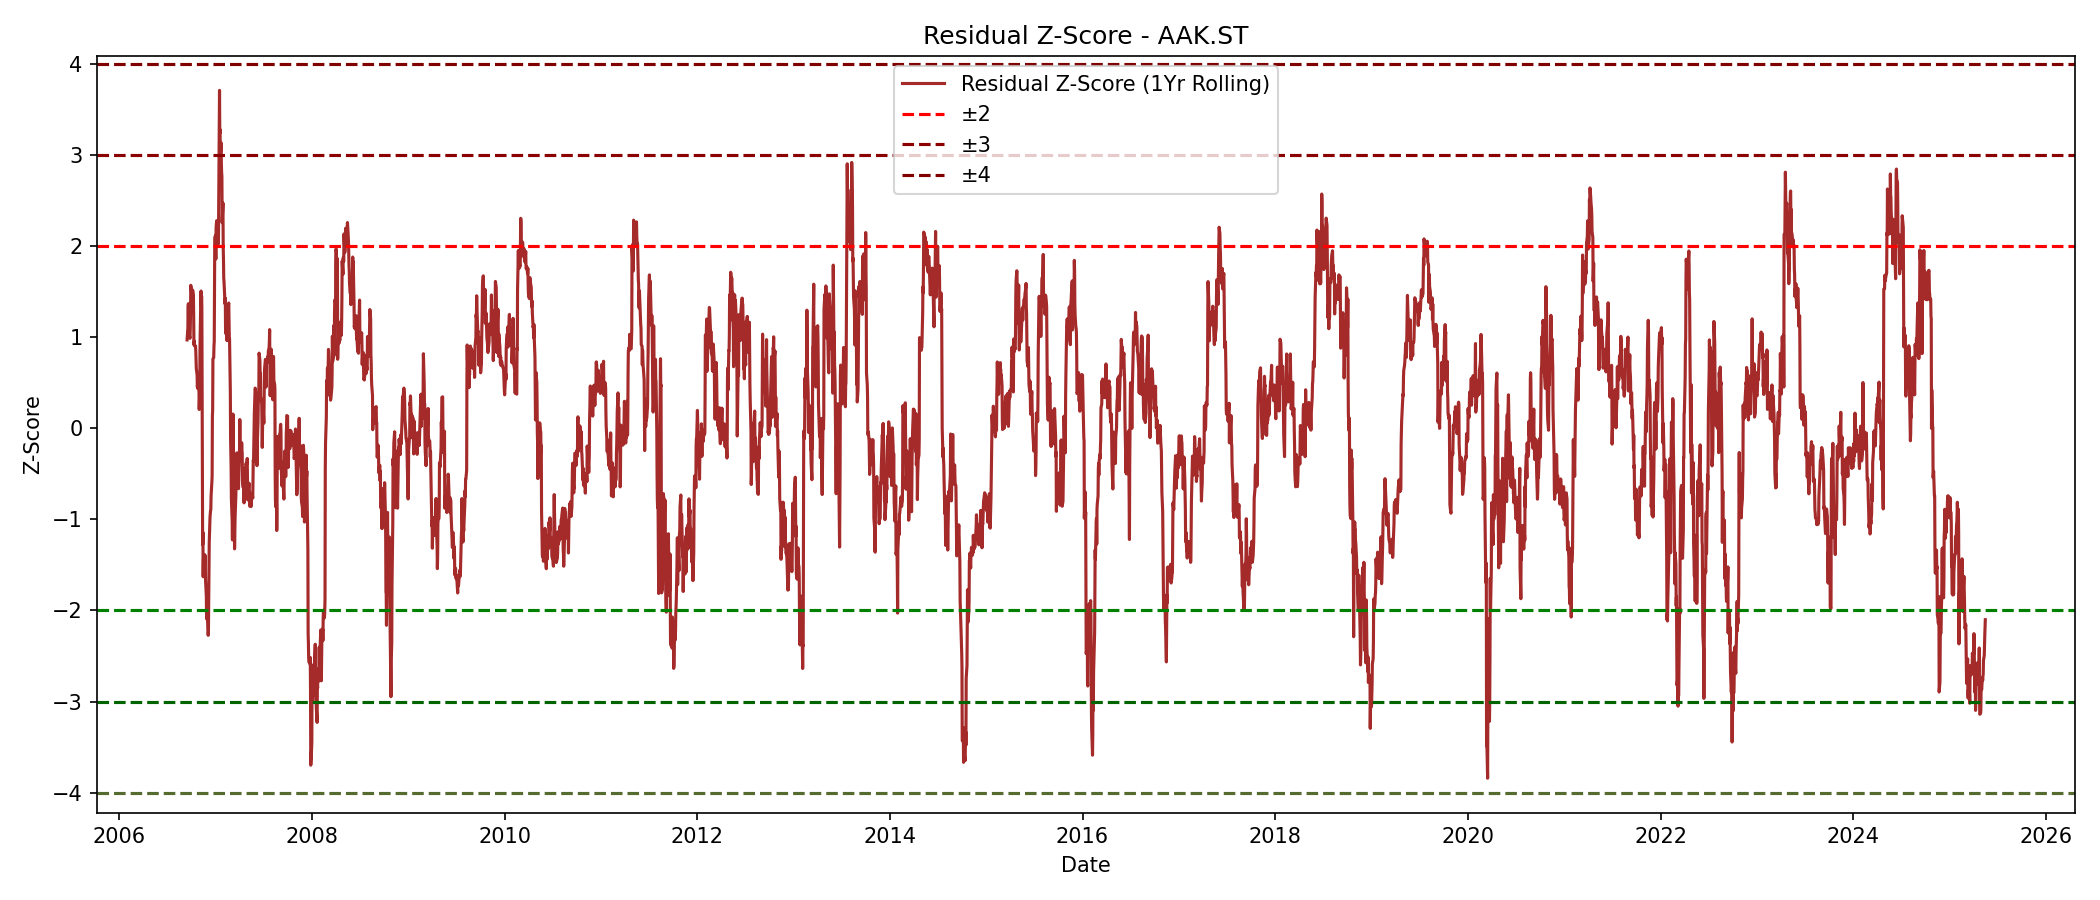 Residual Z-Score - AAK.ST
Residual Z-Score (1Yr Rolling)
±2
±3
±4
Z-Score
4
3
2
1
0
−1
−2
−3
−4
2006 2008 2010 2012 2014 2016 2018 2020 2022 2024 2026
Date